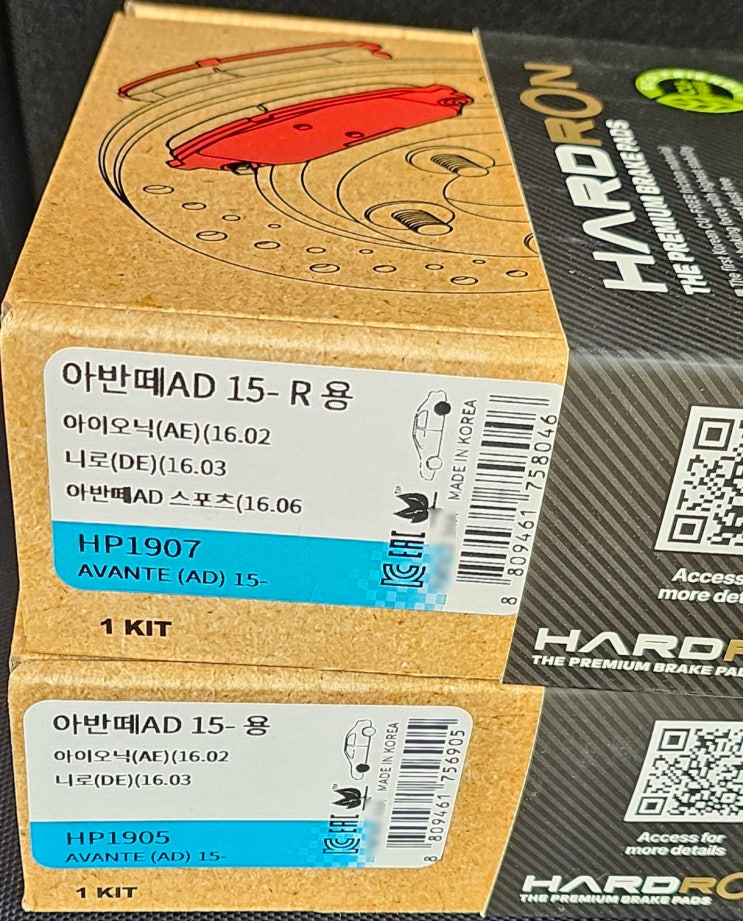 HARDRON
THE PREMIUM BRAKE PADS
아반떼AD 15- R 용
아이오닉(AE)(16.02
니로(DE)(16.03
아반떼AD 스포츠(16.06
HP1907
AVANTE (AD) 15-
EAC
MADE IN KOREA
8 809461 758046
1 KIT
Access
more det
HARDR
THE PREMIUM BRAKE PAD
아반떼AD 15- 용
아이오닉(AE)(16.02
니로(DE)(16.03
HP1905
AVANTE (AD) 15-
EAC
MADE IN KOREA
8 809461 756905
1 KIT
Access for
more details
HARDRO
THE PREMIUM BRAKE PADS